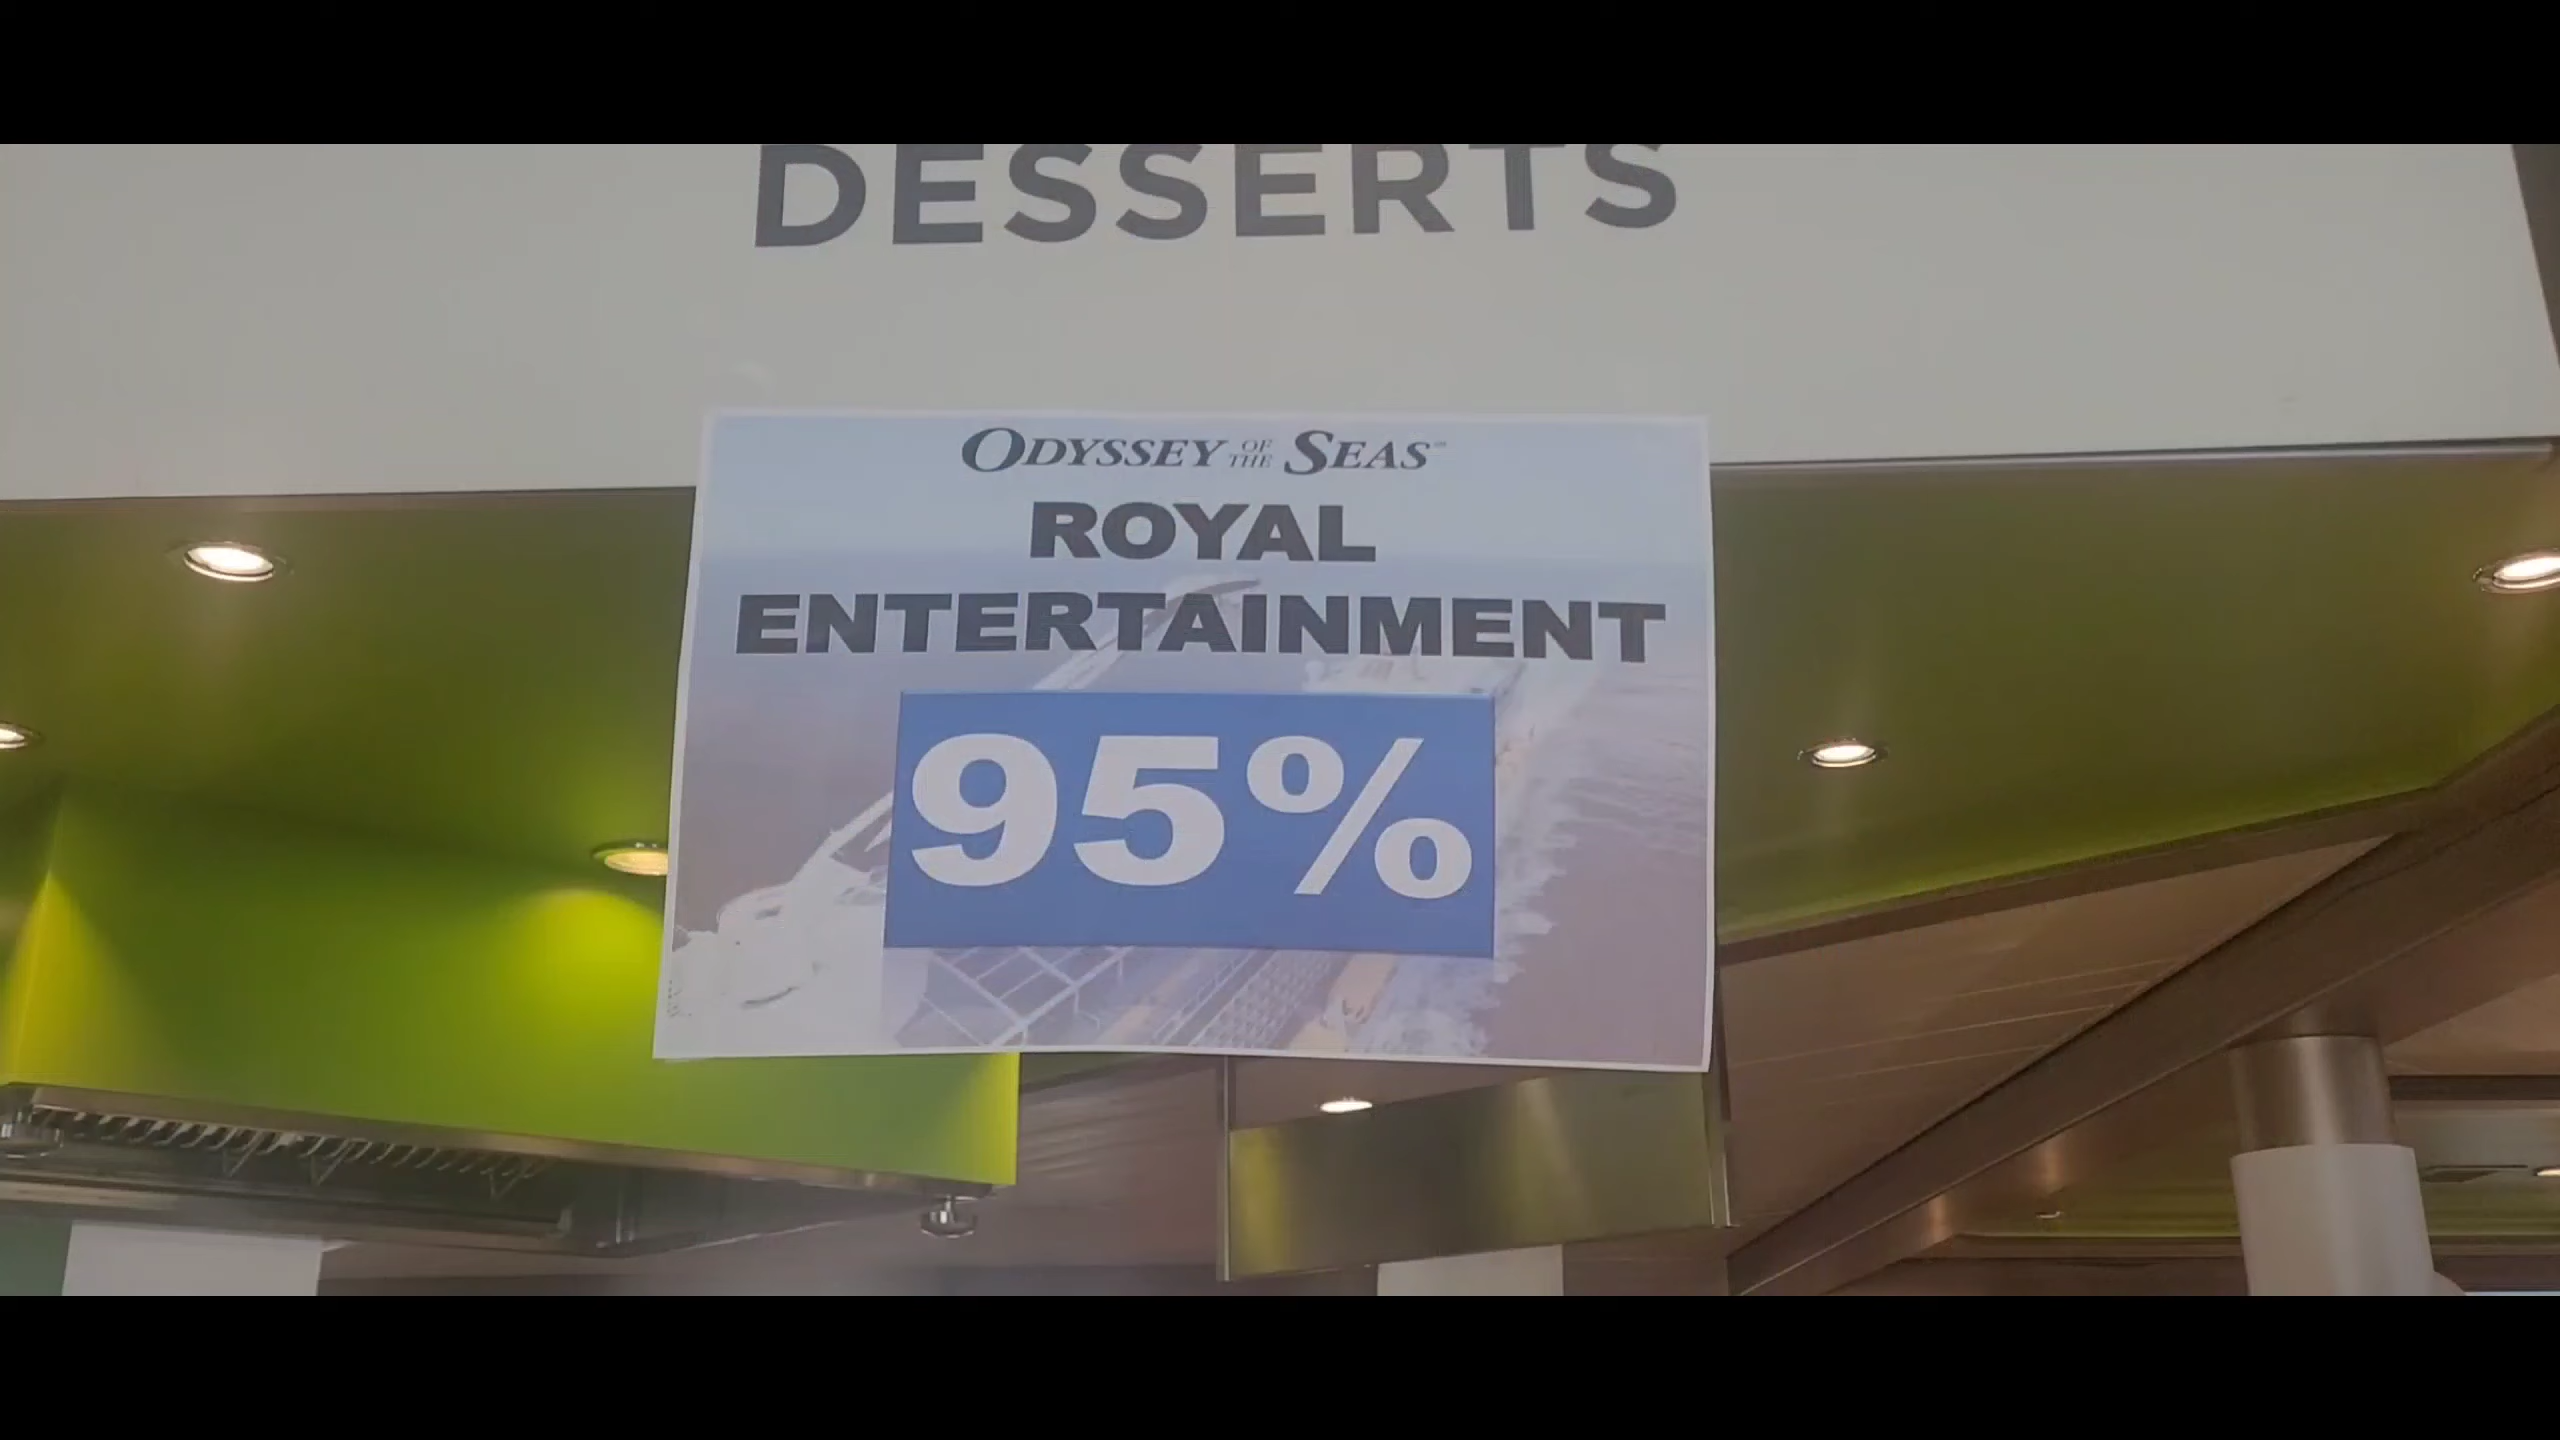 DESSERTS
ODYSSEY OF THE SEAS
ROYAL
ENTERTAINMENT
95%